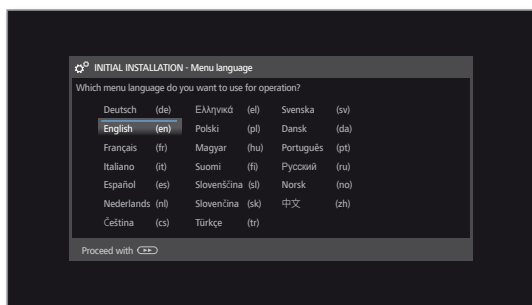 INITIAL INSTALLATION - Menu language
Which menu language do you want to use for operation?
Deutsch (de) Ελληνικά (el) Svenska (sv)
English (en) Polski (pl) Dansk (da)
Français (fr) Magyar (hu) Português (pt)
Italiano (it) Suomi (fi) Русский (ru)
Español (es) Slovenščina (sl) Norsk (no)
Nederlands (nl) Slovenčina (sk) 中文 (zh)
Čeština (cs) Türkçe (tr)
Proceed with